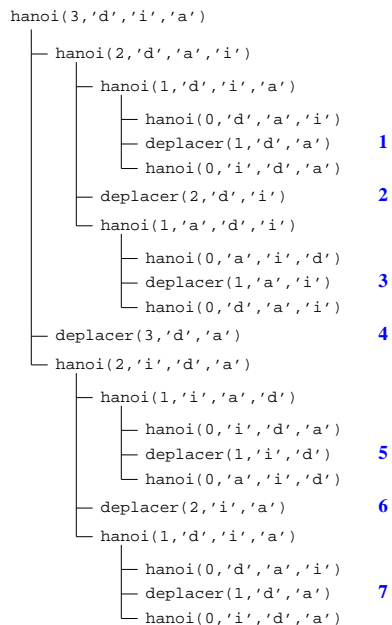 hanoi(3,'d','i','a')
hanoi(2,'d','a','i')
hanoi(1,'d','i','a')
hanoi(0,'d','a','i')
deplacer(1,'d','a') 1
hanoi(0,'i','d','a')
deplacer(2,'d','i') 2
hanoi(1,'a','d','i')
hanoi(0,'a','i','d')
deplacer(1,'a','i') 3
hanoi(0,'d','a','i')
deplacer(3,'d','a') 4
hanoi(2,'i','d','a')
hanoi(1,'i','a','d')
hanoi(0,'i','d','a')
deplacer(1,'i','d') 5
hanoi(0,'a','i','d')
deplacer(2,'i','a') 6
hanoi(1,'d','i','a')
hanoi(0,'d','a','i')
deplacer(1,'d','a') 7
hanoi(0,'i','d','a')